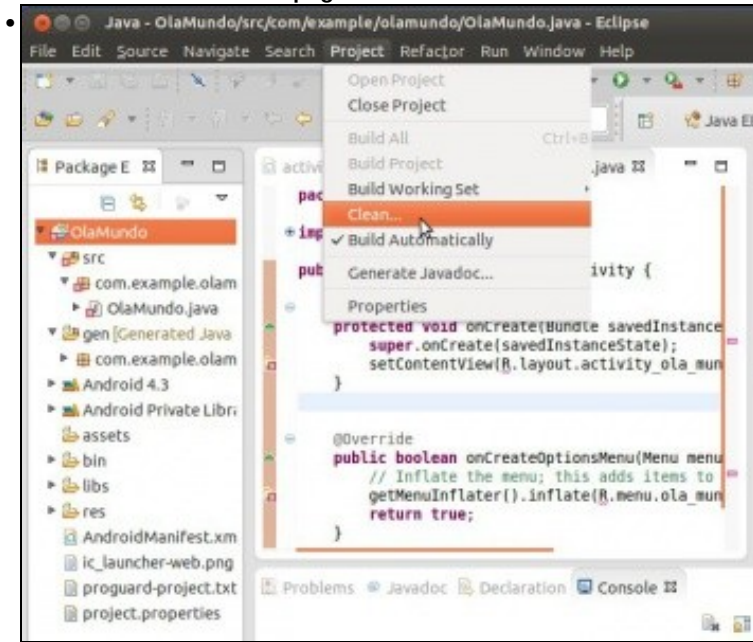 Java - OlaMundo/src/com/example/olamundo/OlaMundo.java - Eclipse
File Edit Source Navigate Search Project Refactor Run Window Help
Open Project
Close Project
Build All Ctrl+B
Build Project
Build Working Set
Clean...
Build Automatically
Generate Javadoc...
Properties
Java E
Package E
OlaMundo
src
com.example.olam
OlaMundo.java
gen [Generated Java
com.example.olam
Android 4.3
Android Private Libr
assets
bin
libs
res
AndroidManifest.xm
ic_launcher-web.png
proguard-project.txt
project.properties
activi
.java
pac
imp
pub
ivity {
protected void onCreate(Bundle savedInstance
super.onCreate(savedInstanceState);
setContentView(R.layout.activity_ola_mun
}
@Override
public boolean onCreateOptionsMenu(Menu menu
// Inflate the menu; this adds items to
getMenuInflater().inflate(R.menu.ola_mun
return true;
}
Problems Javadoc Declaration Console